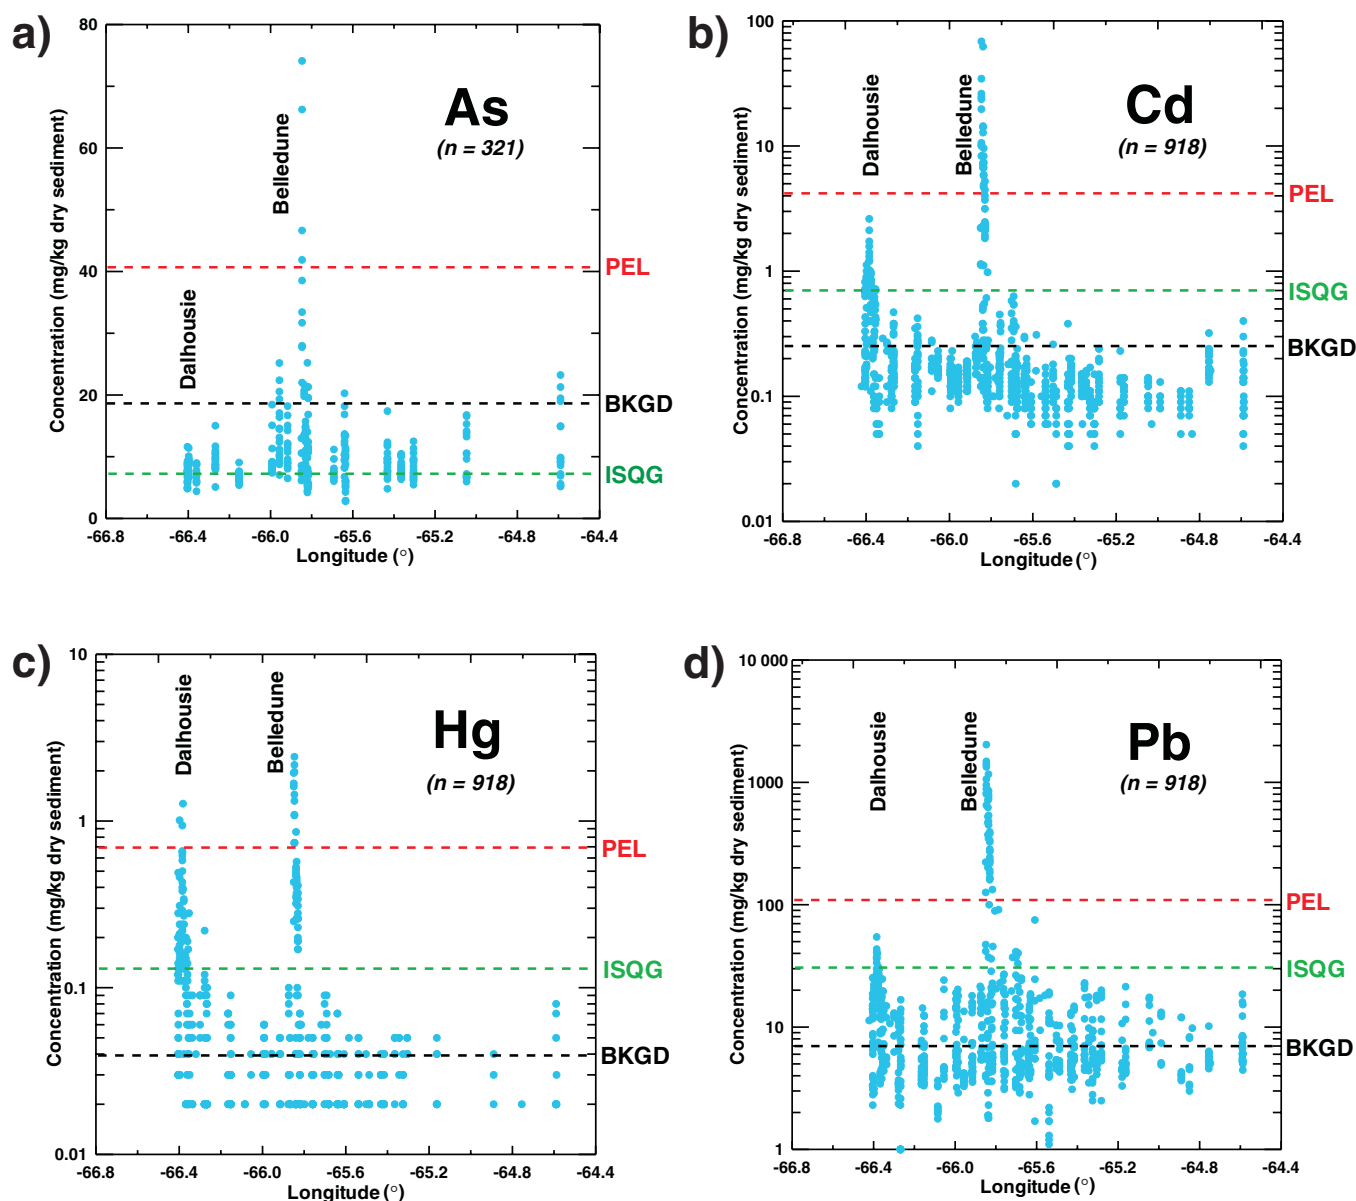 a)
As
(n = 321)
Dalhousie
Belledune
PEL
BKGD
ISQG
80
60
40
20
0
Concentration (mg/kg dry sediment)
-66.8
-66.4
-66.0
-65.6
-65.2
-64.8
-64.4
Longitude (°)
b)
Cd
(n = 918)
Dalhousie
Belledune
PEL
ISQG
BKGD
100
10
1
0.1
0.01
Concentration (mg/kg dry sediment)
-66.8
-66.4
-66.0
-65.6
-65.2
-64.8
-64.4
Longitude (°)
c)
Hg
(n = 918)
Dalhousie
Belledune
PEL
ISQG
BKGD
10
1
0.1
0.01
Concentration (mg/kg dry sediment)
-66.8
-66.4
-66.0
-65.6
-65.2
-64.8
-64.4
Longitude (°)
d)
Pb
(n = 918)
Dalhousie
Belledune
PEL
ISQG
BKGD
10 000
1000
100
10
1
Concentration (mg/kg dry sediment)
-66.8
-66.4
-66.0
-65.6
-65.2
-64.8
-64.4
Longitude (°)